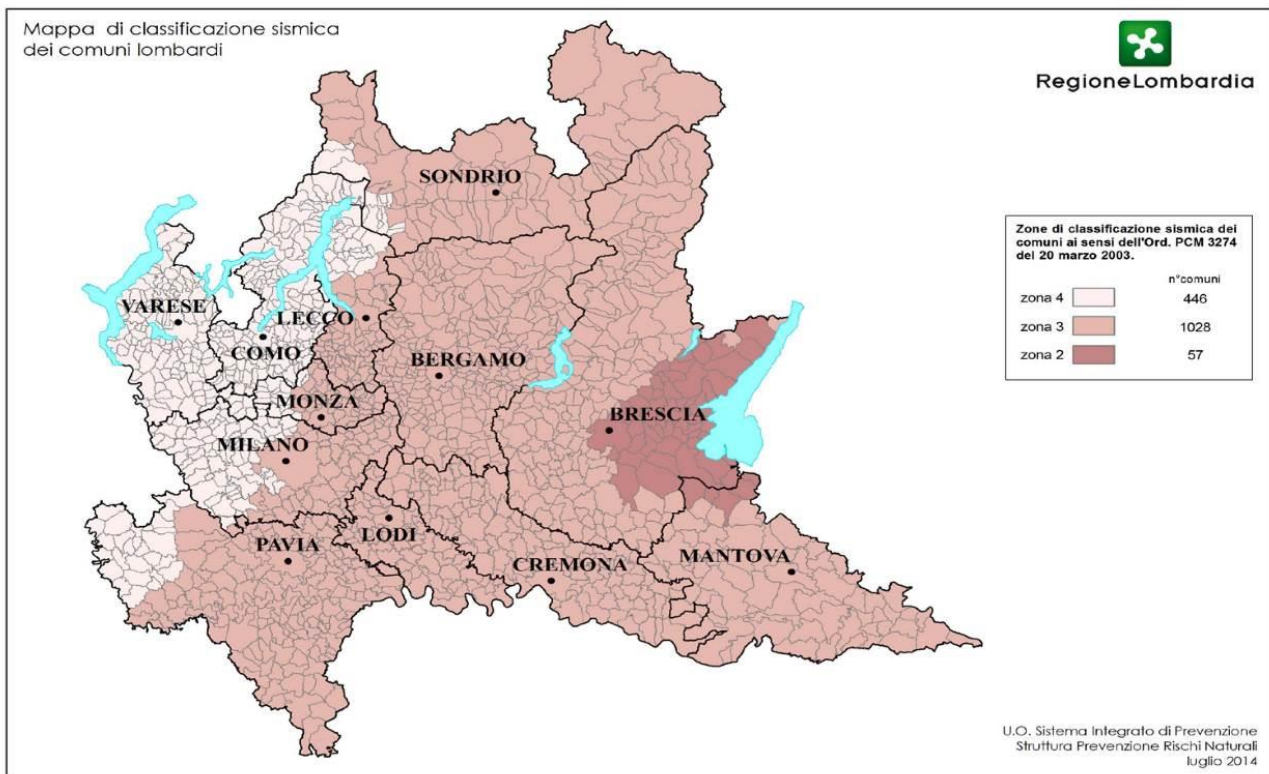 Mappa di classificazione sismica
dei comuni lombardi
RegioneLombardia
SONDRIO
VARESE
LECCO
COMO
BERGAMO
MONZA
BRESCIA
MILANO
LODI
PAVIA
CREMONA
MANTOVA
Zone di classificazione sismica dei
comuni ai sensi dell'Ord. PCM 3274
del 20 marzo 2003.
n°comuni
zona 4 446
zona 3 1028
zona 2 57
U.O. Sistema Integrato di Prevenzione
Struttura Prevenzione Rischi Naturali
luglio 2014